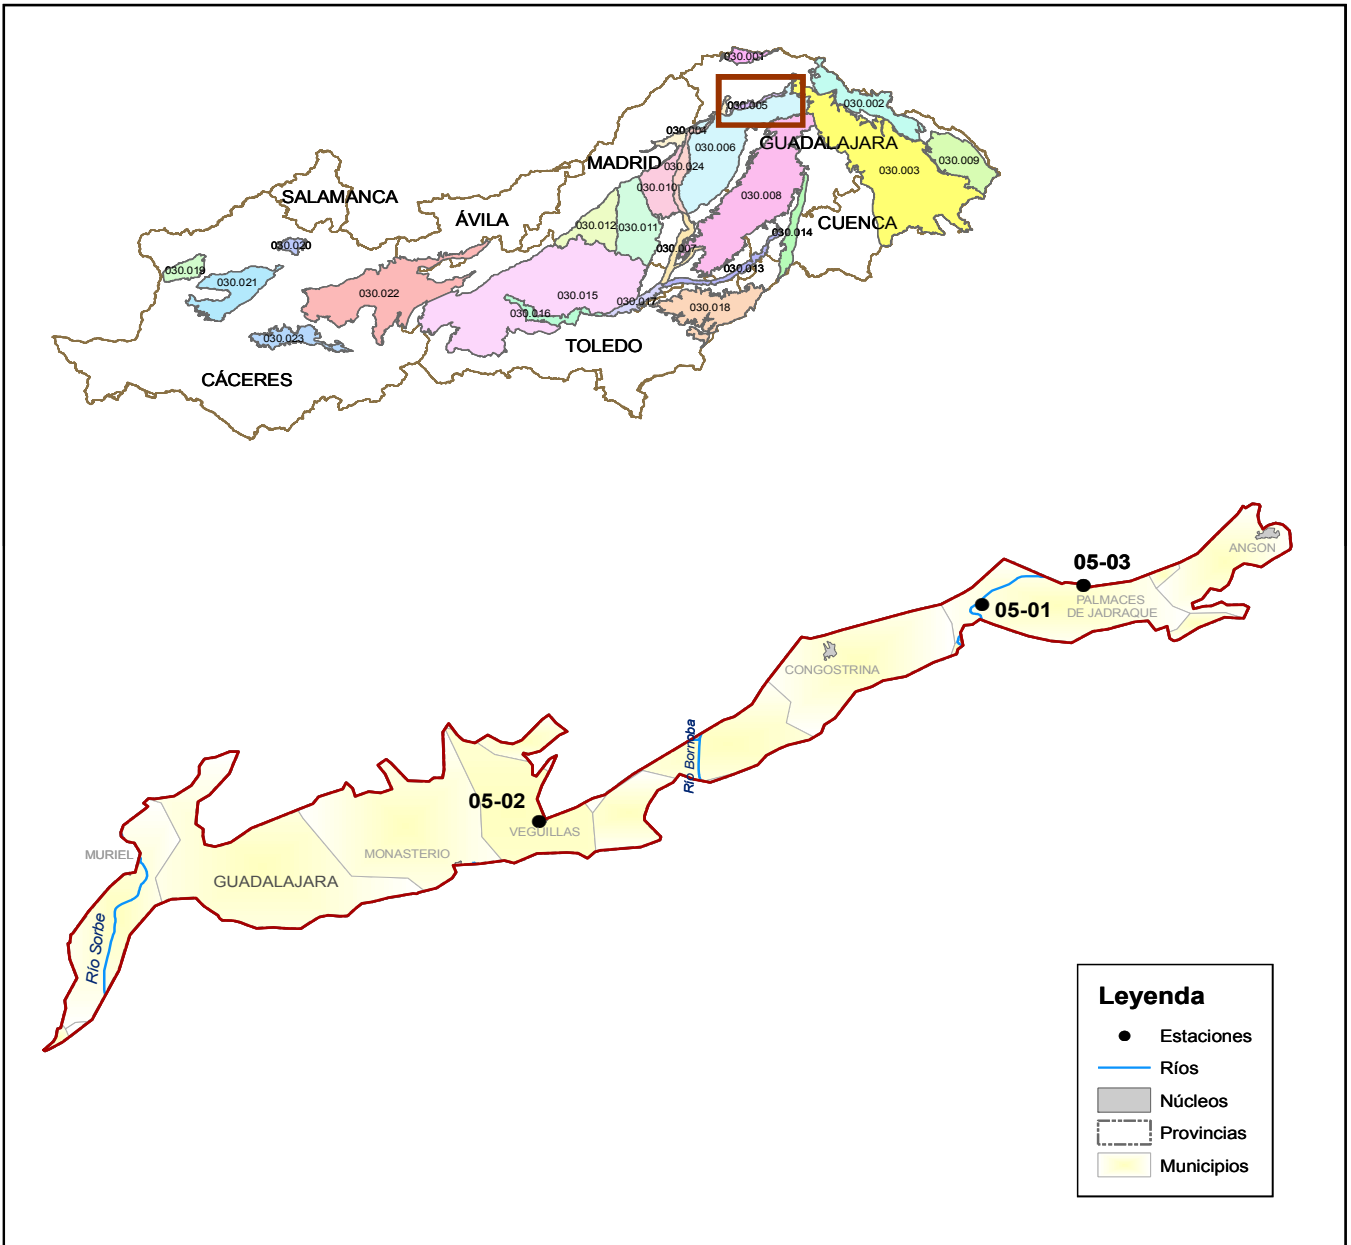 030.001
030.005
030.002
030.004
MADRID
030.024
030.006
GUADALAJARA
030.009
030.003
SALAMANCA
030.010
030.008
ÁVILA
030.012
030.011
CUENCA
030.014
030.020
030.007
030.019
030.021
030.013
030.022
030.015
030.017
030.016
030.018
030.023
TOLEDO
CÁCERES
ANGON
05-03
05-01
PALMACES
DE JADRAQUE
CONGOSTRINA
Río Bornoba
05-02
VEGUILLAS
MURIEL
MONASTERIO
GUADALAJARA
Río Sorbe
Leyenda
Estaciones
Ríos
Núcleos
Provincias
Municipios